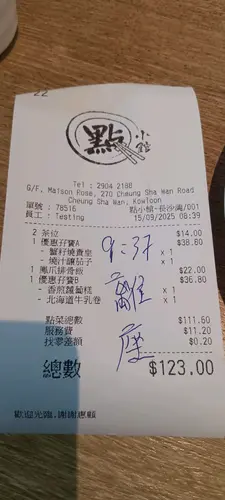 22
點
小館
Tel : 2904 2188
G/F, Matson Rose, 270 Cheung Sha Wan Road
Cheung Sha Wan, Kowloon
單號 : 78516 點小館-長沙灣/001
員工 : Testing 15/09/2025 08:39
2 茶位 $14.00
1 優惠孖寶A $38.80
- 蟹籽燒賣皇 x 1
- 燒汁釀茄子 x 1
1 鳳爪排骨飯 $22.00
1 優惠孖寶B $36.80
- 香煎蘿蔔糕 x 1
- 北海道牛乳卷 x 1
點菜總數 $111.60
服務費 $11.20
找零差額 $0.20
總數 $123.00
歡迎光臨,謝謝惠顧
9:37
離
座